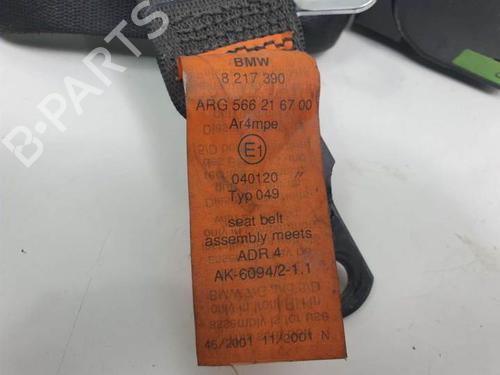 BMW
8 217 390
ARG 566 21 67 00
Ar4mpe
E1
040120
Typ 049
seat belt
assembly meets
ADR 4
AK-6094/2-1.1
46/2001 11/2001 N
B-PARTS